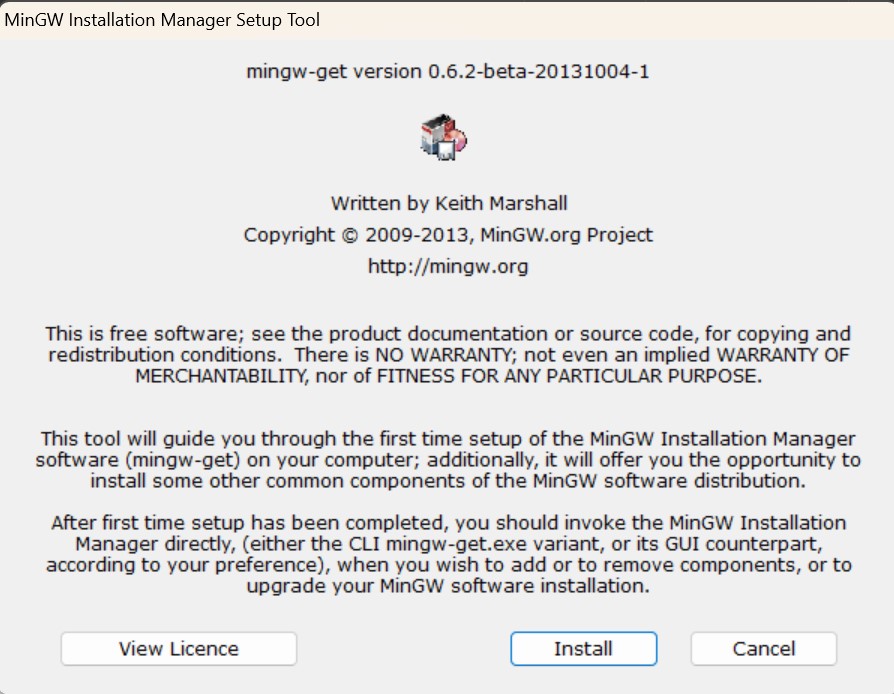 MinGW Installation Manager Setup Tool
mingw-get version 0.6.2-beta-20131004-1
Written by Keith Marshall
Copyright © 2009-2013, MinGW.org Project
http://mingw.org
This is free software; see the product documentation or source code, for copying and
redistribution conditions.  There is NO WARRANTY; not even an implied WARRANTY OF
MERCHANTABILITY, nor of FITNESS FOR ANY PARTICULAR PURPOSE.
This tool will guide you through the first time setup of the MinGW Installation Manager
software (mingw-get) on your computer; additionally, it will offer you the opportunity to
install some other common components of the MinGW software distribution.
After first time setup has been completed, you should invoke the MinGW Installation
Manager directly, (either the CLI mingw-get.exe variant, or its GUI counterpart,
according to your preference), when you wish to add or to remove components, or to
upgrade your MinGW software installation.
View Licence
Install
Cancel